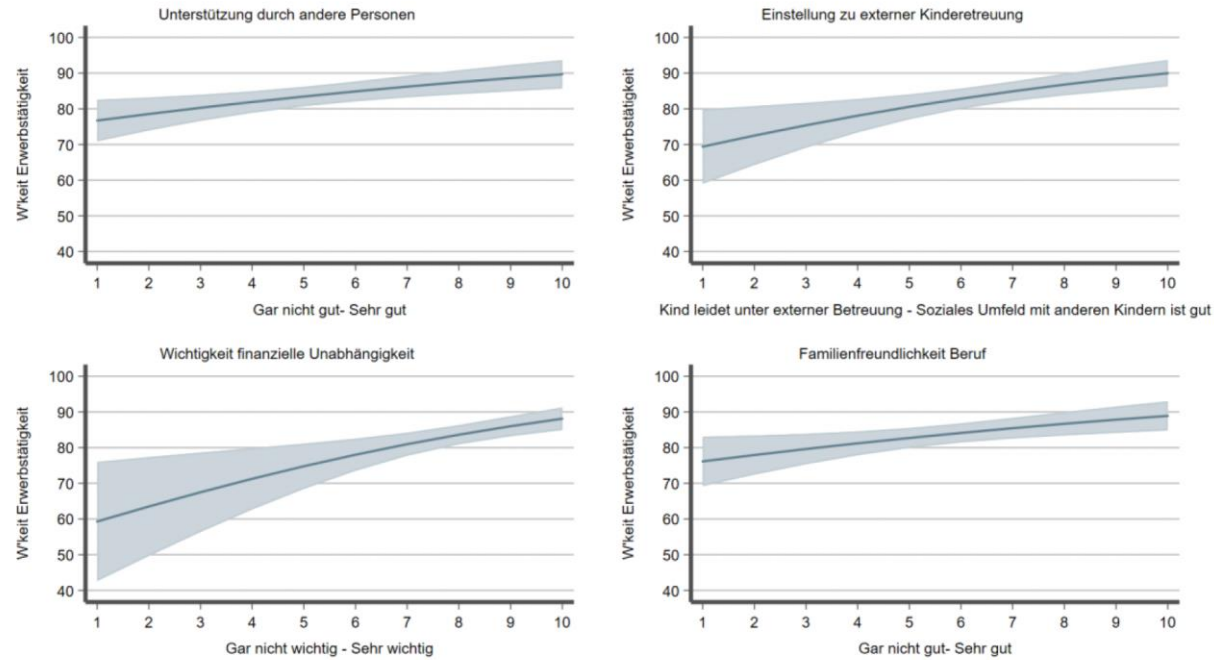 Unterstützung durch andere Personen
W'keit Erwerbstätigkeit
100
90
80
70
60
50
40
1 2 3 4 5 6 7 8 9 10
Gar nicht gut- Sehr gut
Einstellung zu externer Kinderetreuung
W'keit Erwerbstätigkeit
100
90
80
70
60
50
40
1 2 3 4 5 6 7 8 9 10
Kind leidet unter externer Betreuung - Soziales Umfeld mit anderen Kindern ist gut
Wichtigkeit finanzielle Unabhängigkeit
W'keit Erwerbstätigkeit
100
90
80
70
60
50
40
1 2 3 4 5 6 7 8 9 10
Gar nicht wichtig - Sehr wichtig
Familienfreundlichkeit Beruf
W'keit Erwerbstätigkeit
100
90
80
70
60
50
40
1 2 3 4 5 6 7 8 9 10
Gar nicht gut- Sehr gut